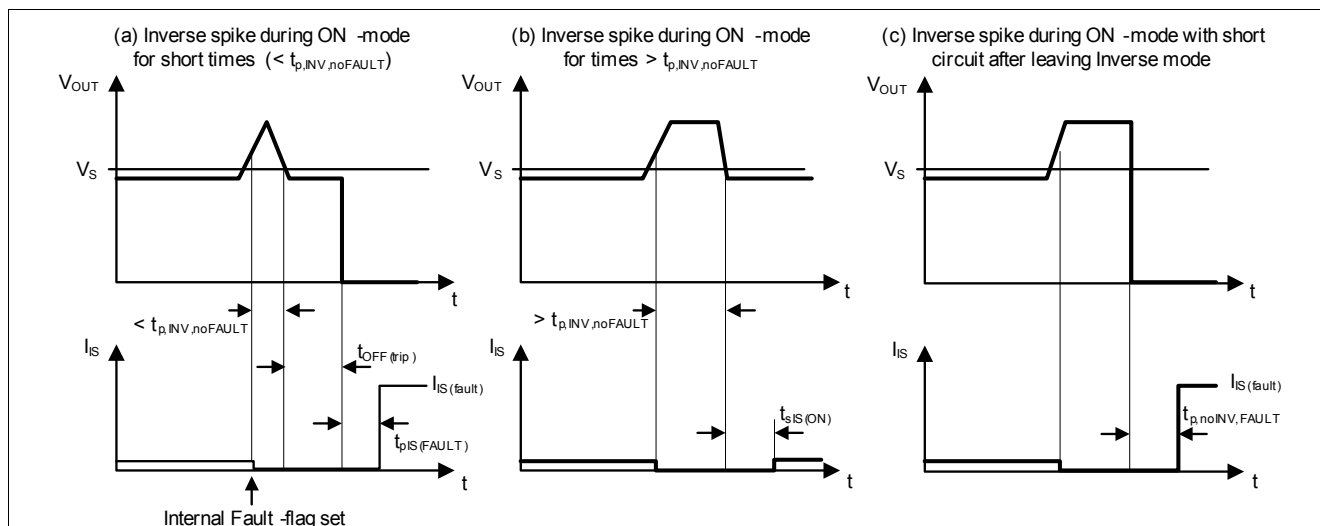 (a) Inverse spike during ON -mode
for short times (< tp,INV,noFAULT)
VOUT
VS
t
< tp,INV,noFAULT
tOFF(trip)
IIS
IIS(fault)
tpIS(FAULT)
t
Internal Fault -flag set
(b) Inverse spike during ON -mode
for times > tp,INV,noFAULT
VOUT
VS
t
> tp,INV,noFAULT
IIS
tsIS(ON)
t
(c) Inverse spike during ON -mode with short
circuit after leaving Inverse mode
VOUT
VS
t
IIS
IIS(fault)
tp,noINV,FAULT
t